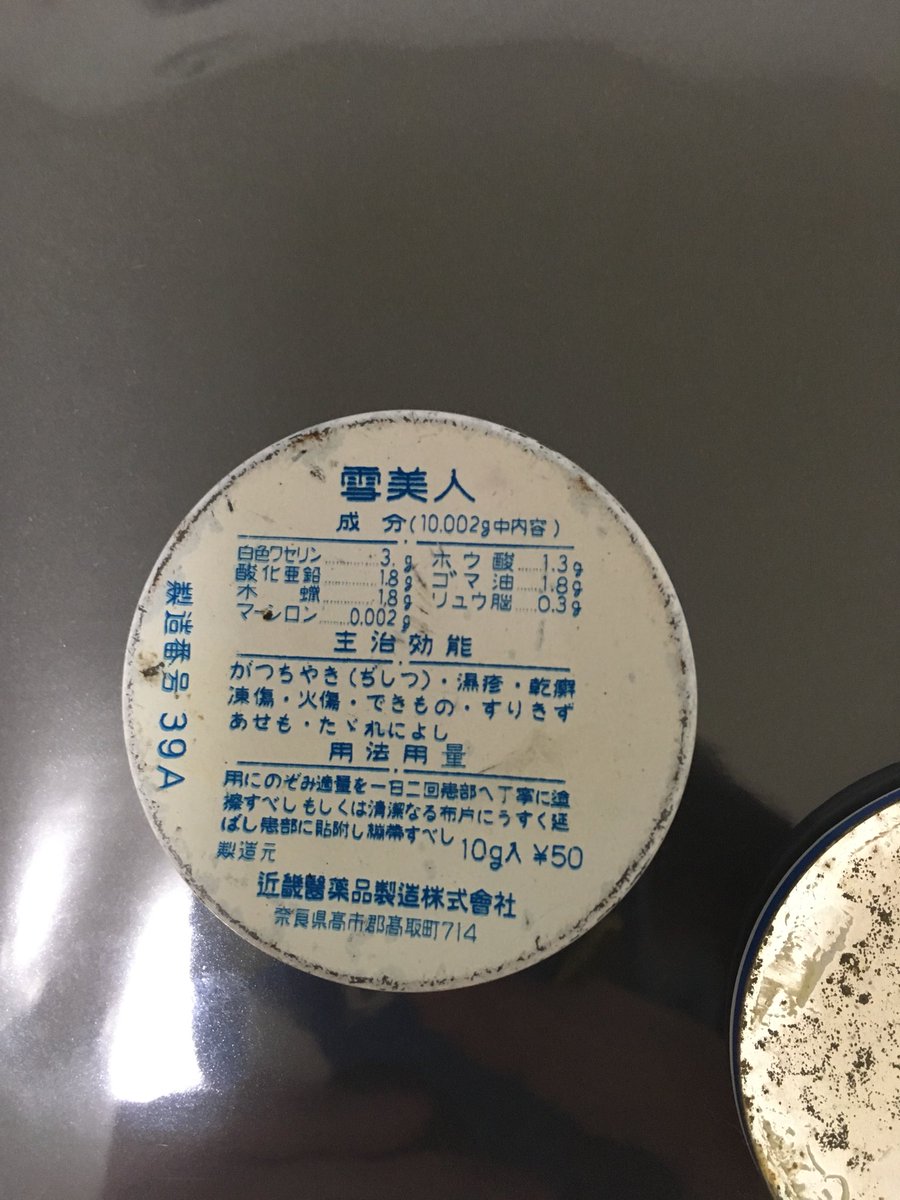 雪美人
成分(10.002g中内容)
白色ワセリン……3.g ホウ酸…1.3g
酸化亜鉛……1.8g ゴマ油…1.8g
木蝋……1.8g リュウ脳…0.3g
マーシロン……0.002g
主治効能
がつちやき(ぢしつ)・濕疹・乾癬
凍傷・火傷・できもの・すりきず
あせも・たゞれによし
用法用量
用にのぞみ適量を一日二回患部へ丁寧に塗
擦すべしもしくは清潔なる布片にうすく延
ばし患部に貼附し繃帯すべし
10g入 ¥50
製造元
近畿醫薬品製造株式會社
奈良県高市郡高取町714
製造番号 39A